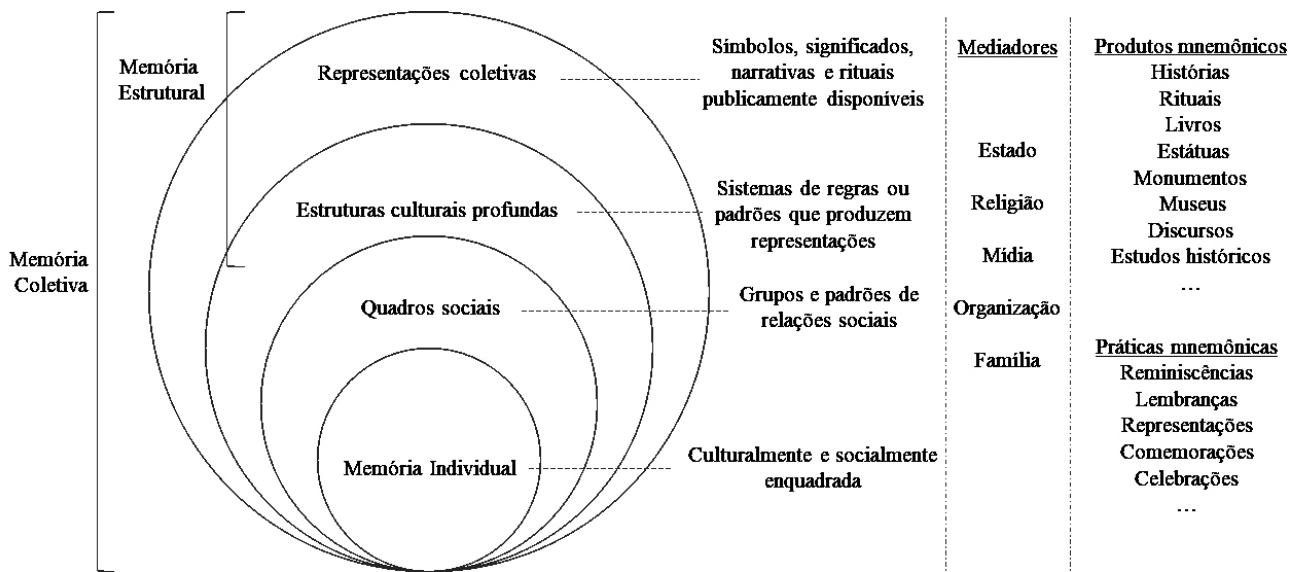 Memória
Coletiva
Memória
Estrutural
Representações coletivas
Estruturas culturais profundas
Quadros sociais
Memória Individual
Símbolos, significados,
narrativas e rituais
publicamente disponíveis
Sistemas de regras ou
padrões que produzem
representações
Grupos e padrões de
relações sociais
Culturalmente e socialmente
enquadrada
Mediadores
Estado
Religião
Mídia
Organização
Família
Produtos mnemônicos
Histórias
Rituais
Livros
Estátuas
Monumentos
Museus
Discursos
Estudos históricos
…
Práticas mnemônicas
Reminiscências
Lembranças
Representações
Comemorações
Celebrações
…